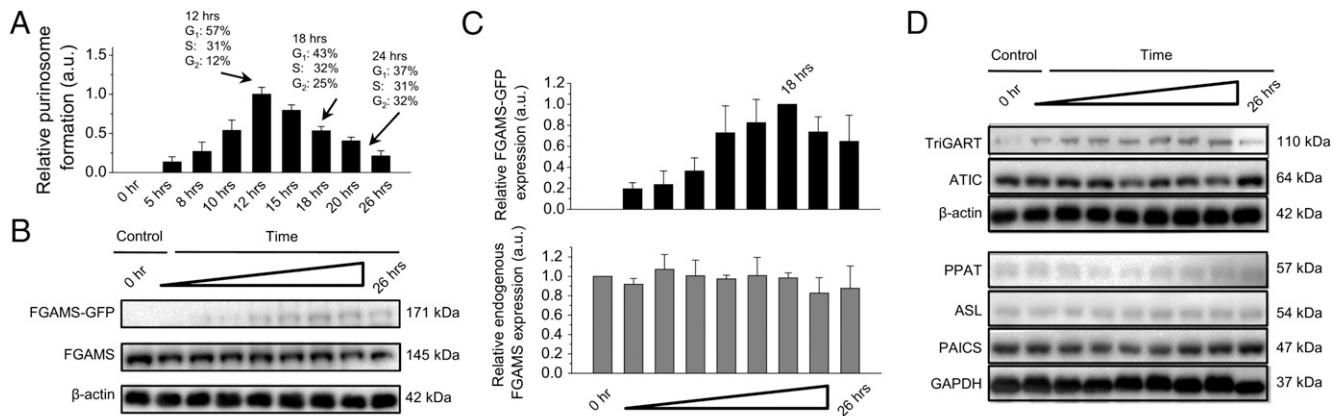 A
Relative purinosome
formation (a.u.)
1.5
1.0
0.5
0.0
12 hrs
G₁: 57%
S: 31%
G₂: 12%
18 hrs
G₁: 43%
S: 32%
G₂: 25%
24 hrs
G₁: 37%
S: 31%
G₂: 32%
0 hr
5 hrs
8 hrs
10 hrs
12 hrs
15 hrs
18 hrs
20 hrs
26 hrs
B
Control
Time
0 hr
26 hrs
FGAMS-GFP
171 kDa
FGAMS
145 kDa
β-actin
42 kDa
C
Relative FGAMS-GFP
expression (a.u.)
1.2
1.0
0.8
0.6
0.4
0.2
0.0
18 hrs
Relative endogenous
FGAMS expression (a.u.)
1.2
1.0
0.8
0.6
0.4
0.2
0.0
0 hr
26 hrs
D
Control
Time
0 hr
26 hrs
TriGART
110 kDa
ATIC
64 kDa
β-actin
42 kDa
PPAT
57 kDa
ASL
54 kDa
PAICS
47 kDa
GAPDH
37 kDa